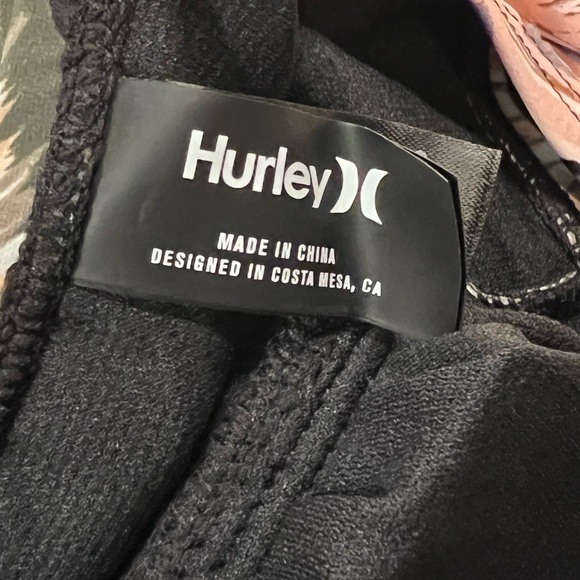 Hurley
MADE IN CHINA
DESIGNED IN COSTA MESA, CA